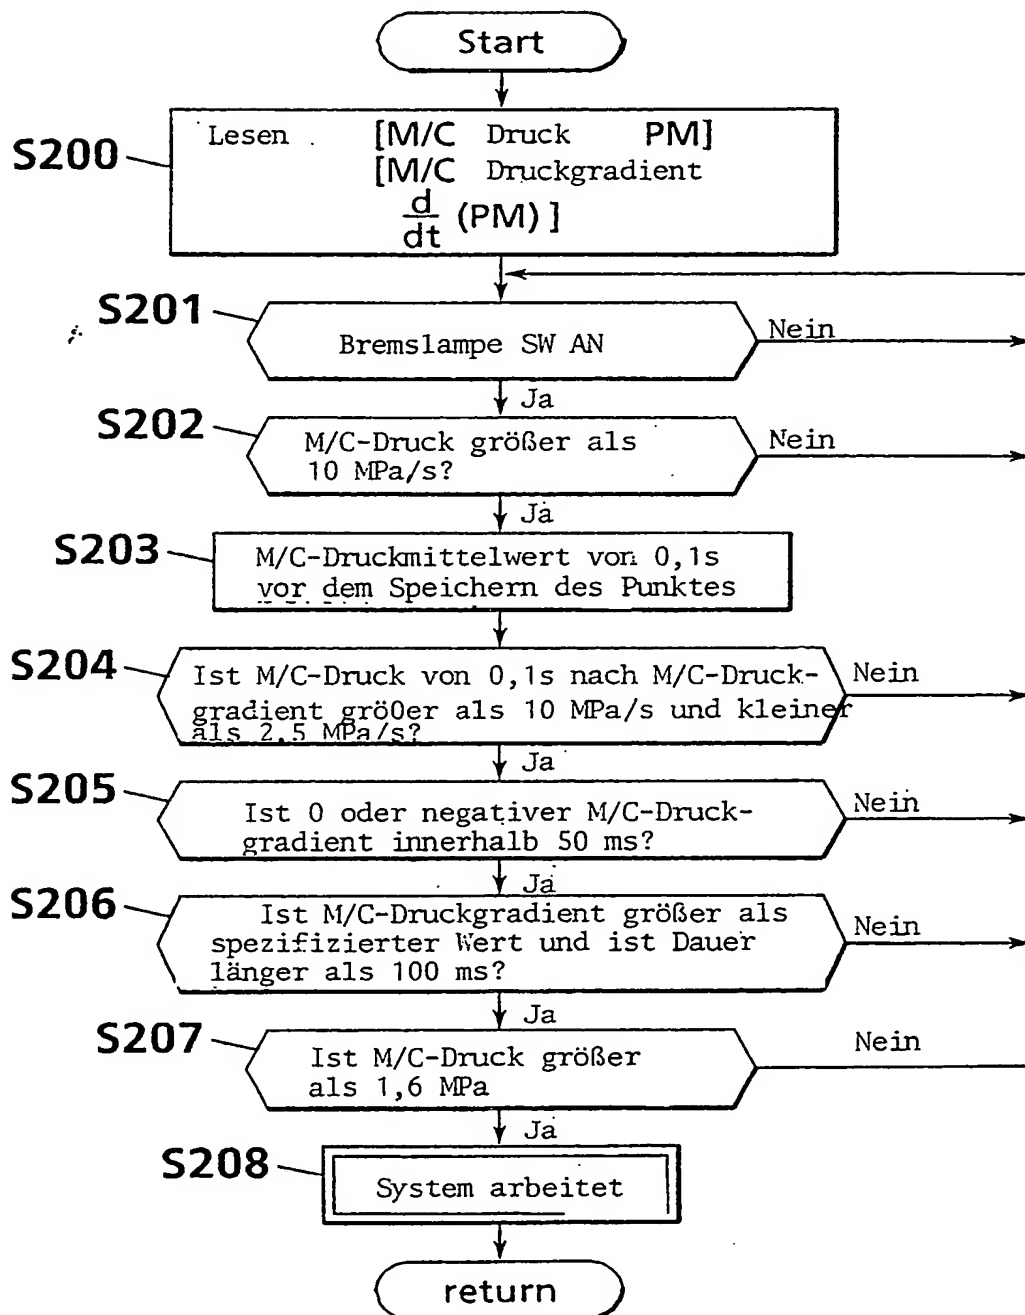 Start
S200
Lesen [M/C Druck PM]
[M/C Druckgradient
d
dt (PM) ]
S201
Bremslampe SW AN
Nein
Ja
S202
M/C-Druck größer als
10 MPa/s?
Nein
Ja
S203
M/C-Druckmittelwert von 0,1s
vor dem Speichern des Punktes
S204
Ist M/C-Druck von 0,1s nach M/C-Druck-
gradient größer als 10 MPa/s und kleiner
als 2,5 MPa/s?
Nein
Ja
S205
Ist 0 oder negativer M/C-Druck-
gradient innerhalb 50 ms?
Nein
Ja
S206
Ist M/C-Druckgradient größer als
spezifizierter Wert und ist Dauer
länger als 100 ms?
Nein
Ja
S207
Ist M/C-Druck größer
als 1,6 MPa
Nein
Ja
S208
System arbeitet
return